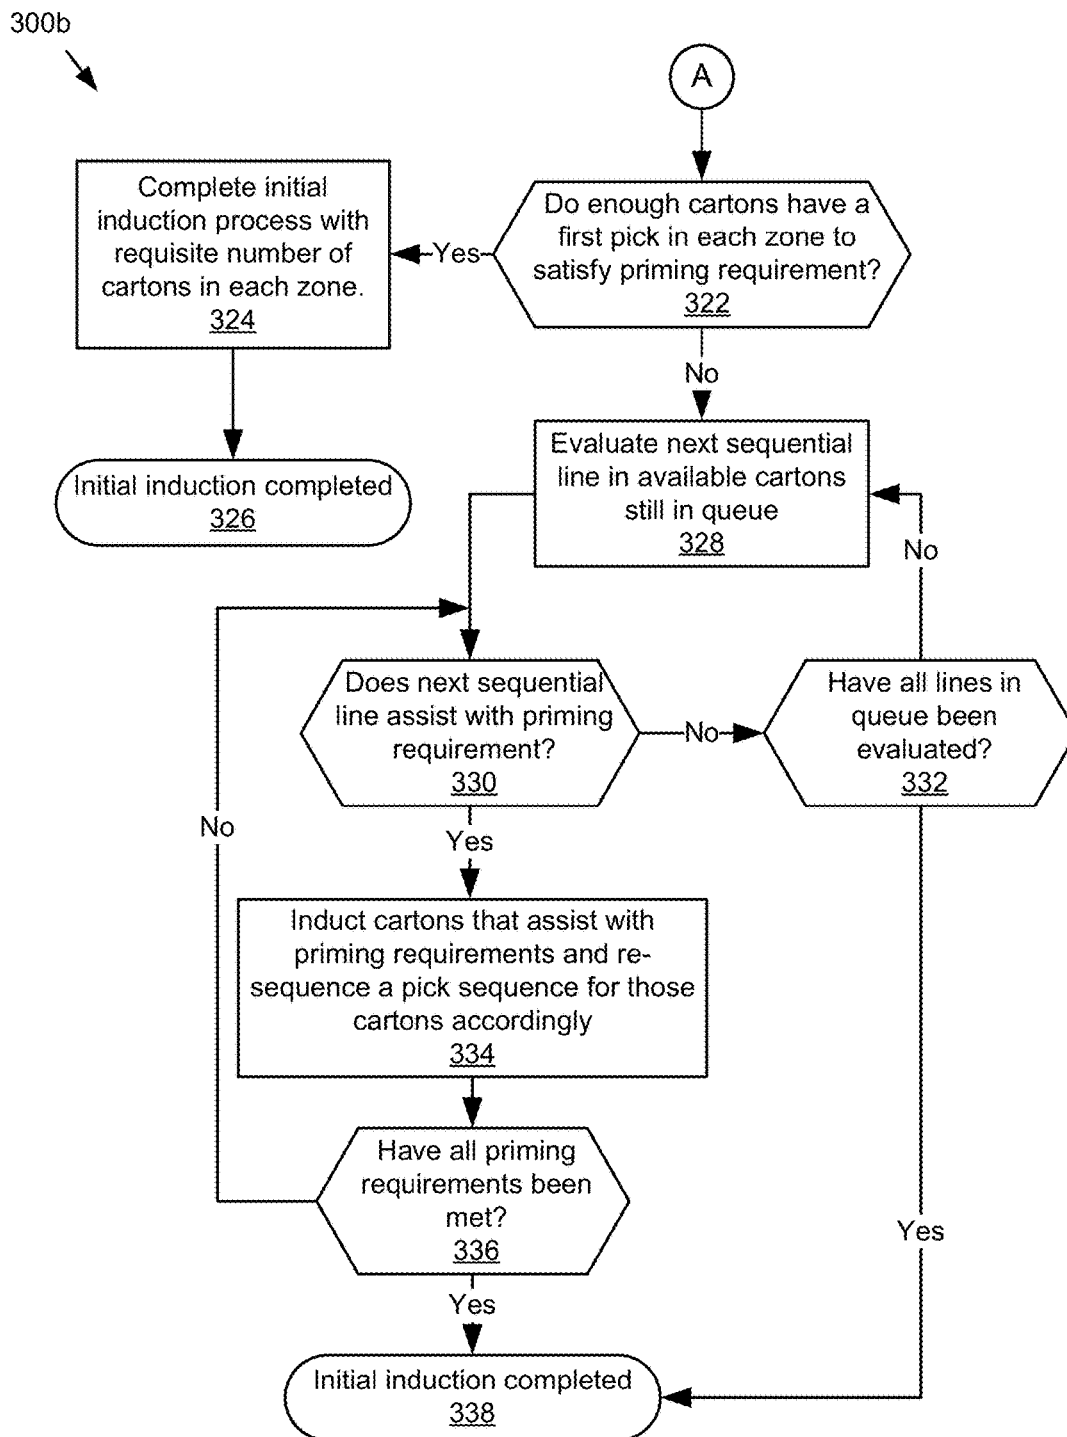 300b
A
Complete initial
induction process with
requisite number of
cartons in each zone.
324
Yes
Do enough cartons have a
first pick in each zone to
satisfy priming requirement?
322
No
Initial induction completed
326
Evaluate next sequential
line in available cartons
still in queue
328
No
Does next sequential
line assist with priming
requirement?
330
No
Have all lines in
queue been
evaluated?
332
No
Yes
Induct cartons that assist with
priming requirements and re-
sequence a pick sequence for those
cartons accordingly
334
Have all priming
requirements been
met?
336
Yes
Yes
Initial induction completed
338